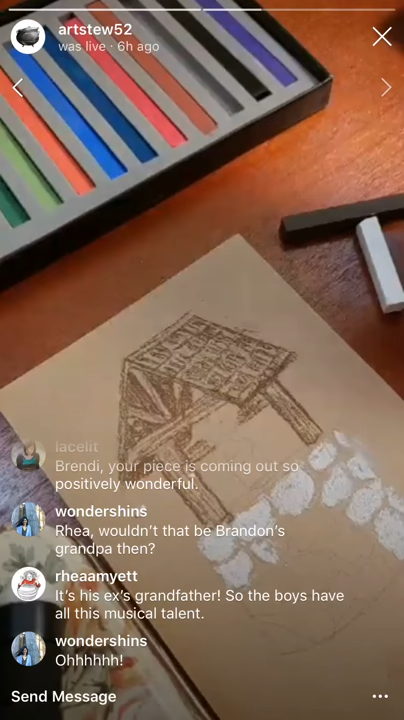 artstew52
was live · 6h ago
lacelit
Brendi, your piece is coming out so
positively wonderful.
wondershins
Rhea, wouldn't that be Brandon's
grandpa then?
rheaamyett
It's his ex's grandfather! So the boys have
all this musical talent.
wondershins
Ohhhhhh!
Send Message